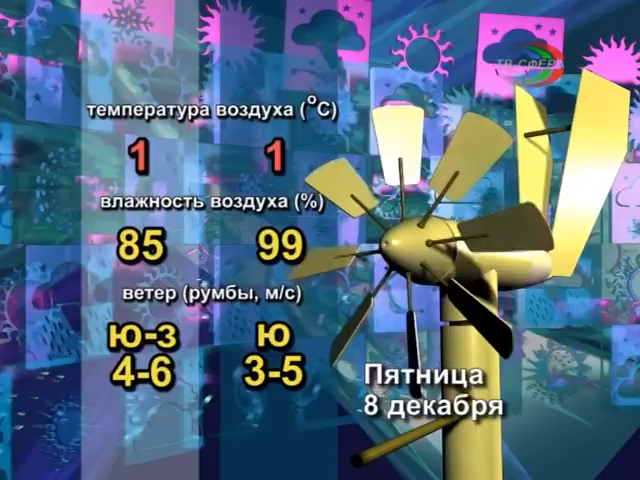 ТВ-СФЕРА
температура воздуха (°C)
1 1
влажность воздуха (%)
85 99
ветер (румбы, м/с)
ю-з ю
4-6 3-5
Пятница
8 декабря